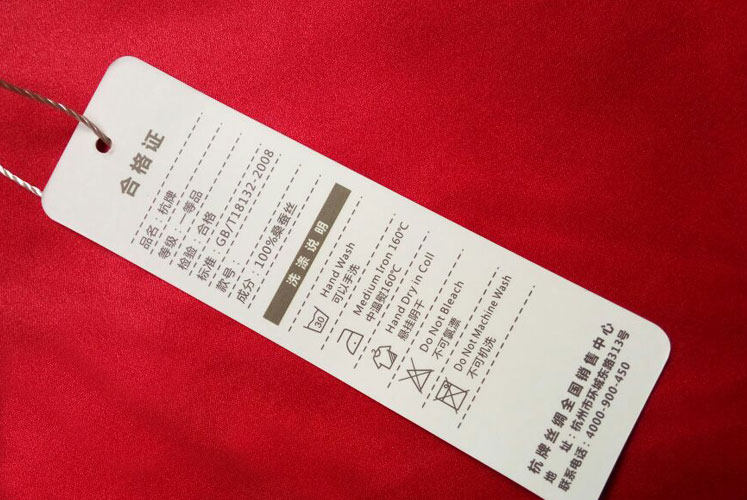 合格证
品名：杭牌
等级：一等品
检验：合格
标准：GB/T18132-2008
款号：
成分：100%桑蚕丝
洗涤说明
30
Hand Wash
可以手洗
Medium Iron 160℃
中温熨160℃
Hand Dry in Coll
悬挂阴干
Do Not Bleach
不可氯漂
Do Not Machine Wash
不可机洗
杭牌丝绸全国销售中心
地 址：杭州市环城东路313号
联系电话：4000-900-450